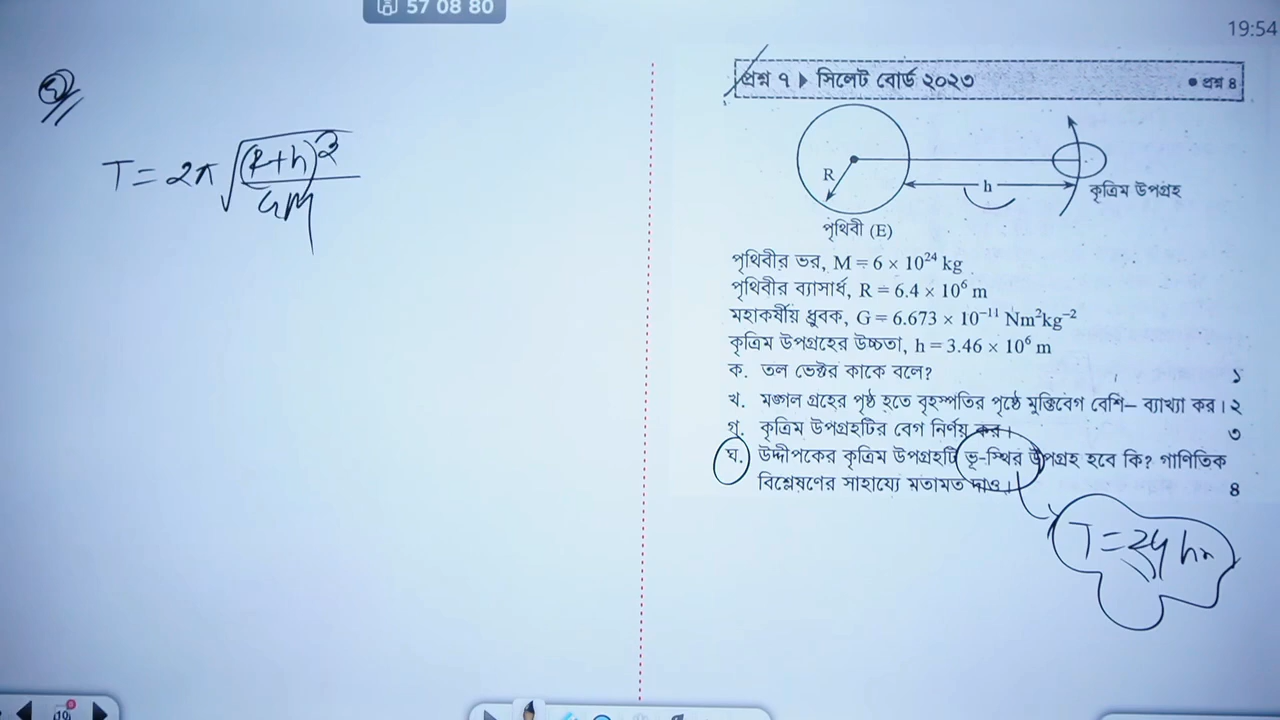 57 08 80
19:54
T = 2π √((R+h)³/GM)
প্রশ্ন ৭ ▶ সিলেট বোর্ড ২০২৩ ● প্রশ্ন ৪
R
h
কৃত্রিম উপগ্রহ
পৃথিবী (E)
পৃথিবীর ভর, M = 6 × 10²⁴ kg
পৃথিবীর ব্যাসার্ধ, R = 6.4 × 10⁶ m
মহাকর্ষীয় ধ্রুবক, G = 6.673 × 10⁻¹¹ Nm²kg⁻²
কৃত্রিম উপগ্রহের উচ্চতা, h = 3.46 × 10⁶ m
ক. তল ভেক্টর কাকে বলে? ১
খ. মঙ্গল গ্রহের পৃষ্ঠ হতে বৃহস্পতির পৃষ্ঠে মুক্তিবেগ বেশি– ব্যাখ্যা কর। ২
গ. কৃত্রিম উপগ্রহটির বেগ নির্ণয় কর। ৩
ঘ. উদ্দীপকের কৃত্রিম উপগ্রহটি ভূ-স্থির উপগ্রহ হবে কি? গাণিতিক
বিশ্লেষণের সাহায্যে মতামত দাও। ৪
T = 24 hr
10